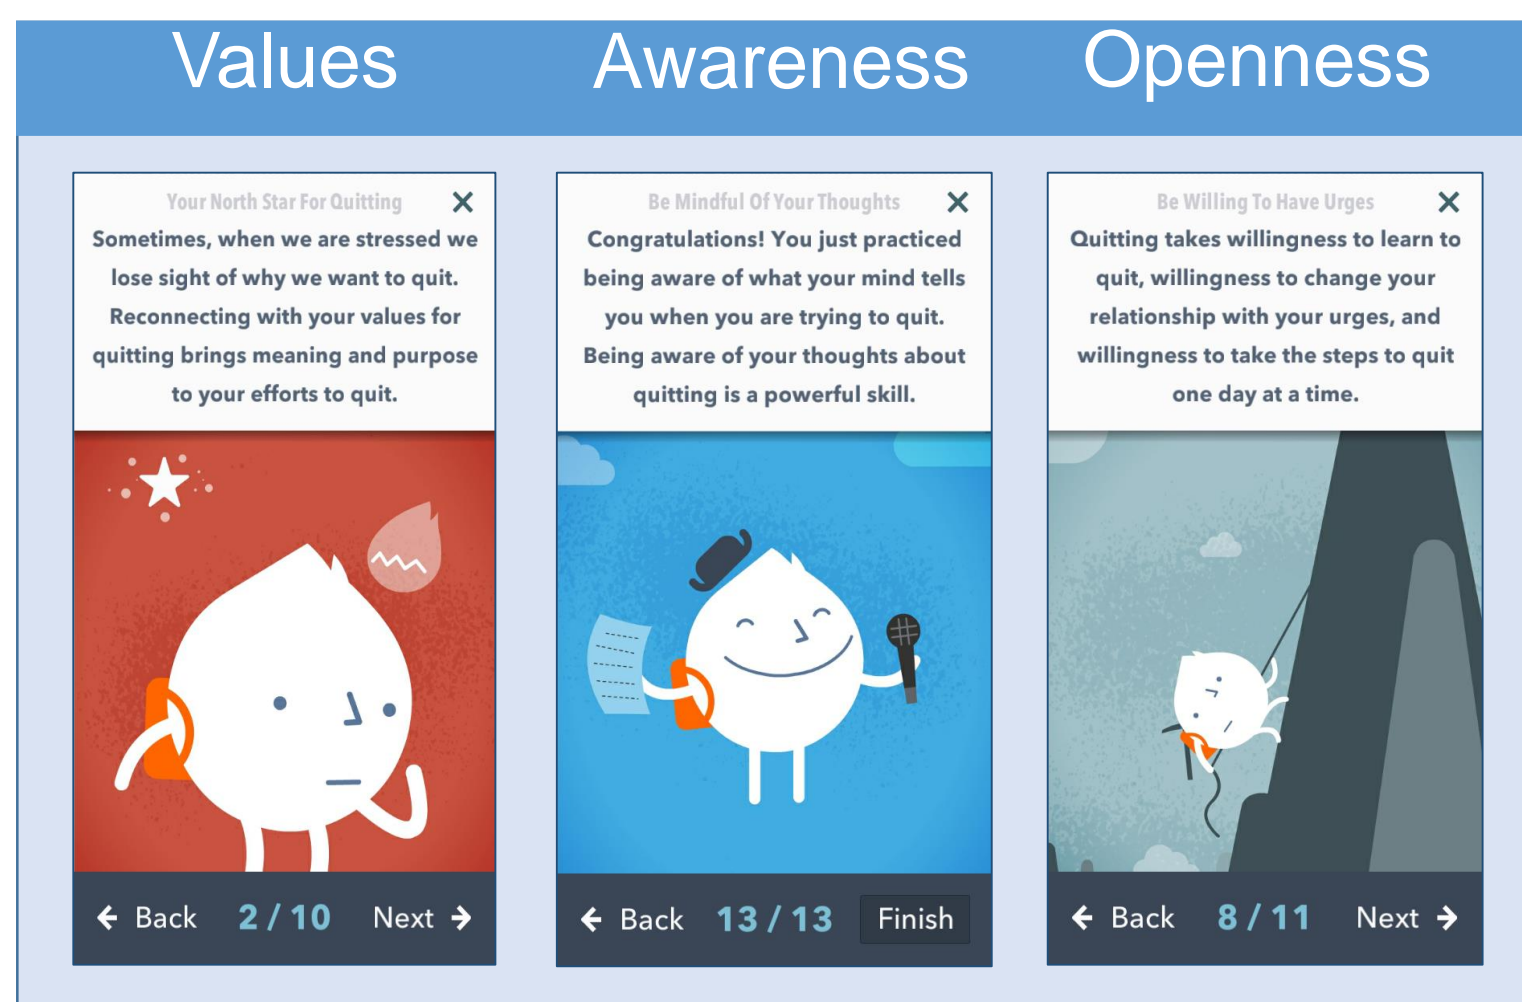 Values Awareness Openness
Your North Star For Quitting
Sometimes, when we are stressed we
lose sight of why we want to quit.
Reconnecting with your values for
quitting brings meaning and purpose
to your efforts to quit.
Back 2 / 10 Next
Be Mindful Of Your Thoughts
Congratulations! You just practiced
being aware of what your mind tells
you when you are trying to quit.
Being aware of your thoughts about
quitting is a powerful skill.
Back 13 / 13 Finish
Be Willing To Have Urges
Quitting takes willingness to learn to
quit, willingness to change your
relationship with your urges, and
willingness to take the steps to quit
one day at a time.
Back 8 / 11 Next